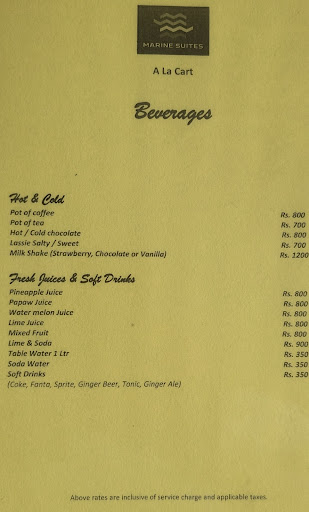 MARINE SUITES
A La Cart
Beverages
Hot & Cold
Pot of coffee Rs. 800
Pot of tea Rs. 700
Hot / Cold chocolate Rs. 800
Lassie Salty / Sweet Rs. 700
Milk Shake (Strawberry, Chocolate or Vanilla) Rs. 1200
Fresh Juices & Soft Drinks
Pineapple Juice Rs. 800
Papaw Juice Rs. 800
Water melon Juice Rs. 800
Lime Juice Rs. 800
Mixed Fruit Rs. 800
Lime & Soda Rs. 900
Table Water 1 Ltr Rs. 350
Soda Water Rs. 350
Soft Drinks Rs. 350
(Coke, Fanta, Sprite, Ginger Beer, Tonic, Ginger Ale)
Above rates are inclusive of service charge and applicable taxes.